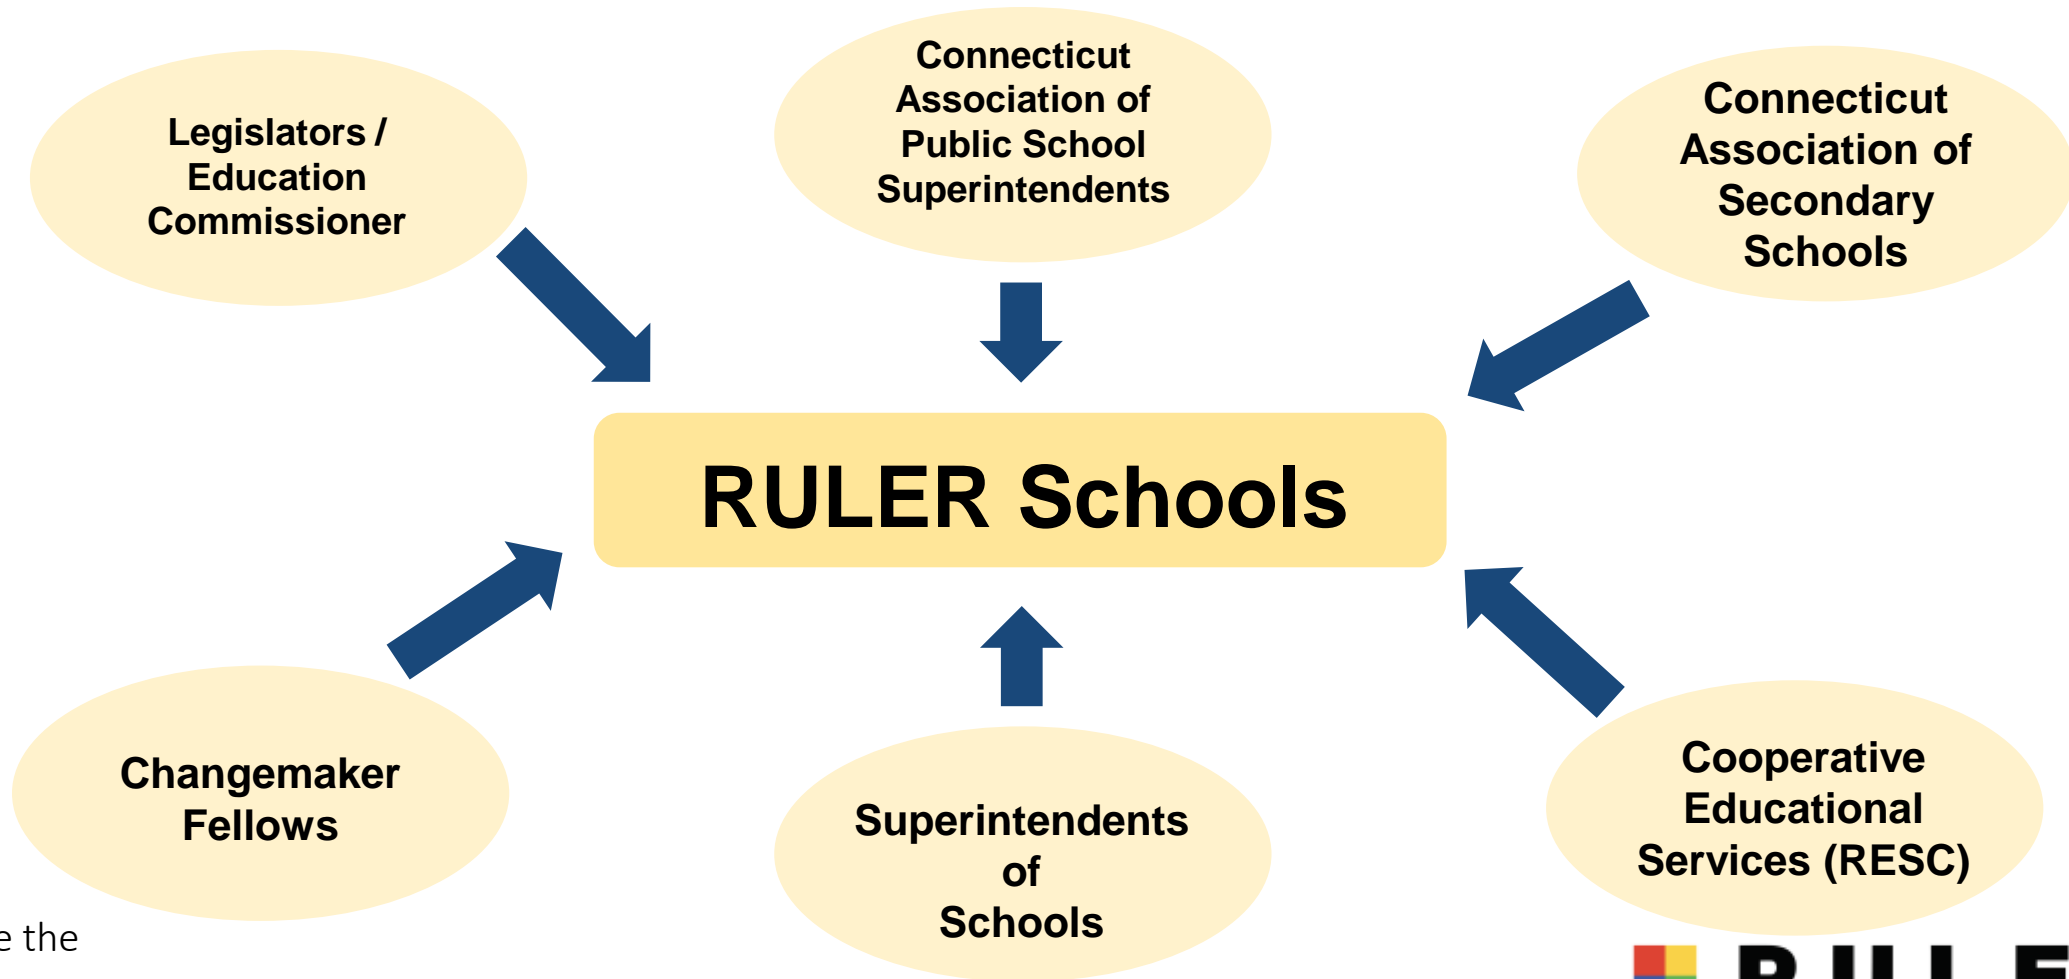 Connecticut
Association of
Public School
Superintendents
Legislators /
Education
Commissioner
Connecticut
Association of
Secondary
Schools
RULER Schools
Changemaker
Fellows
Superintendents
of
Schools
Cooperative
Educational
Services (RESC)
the